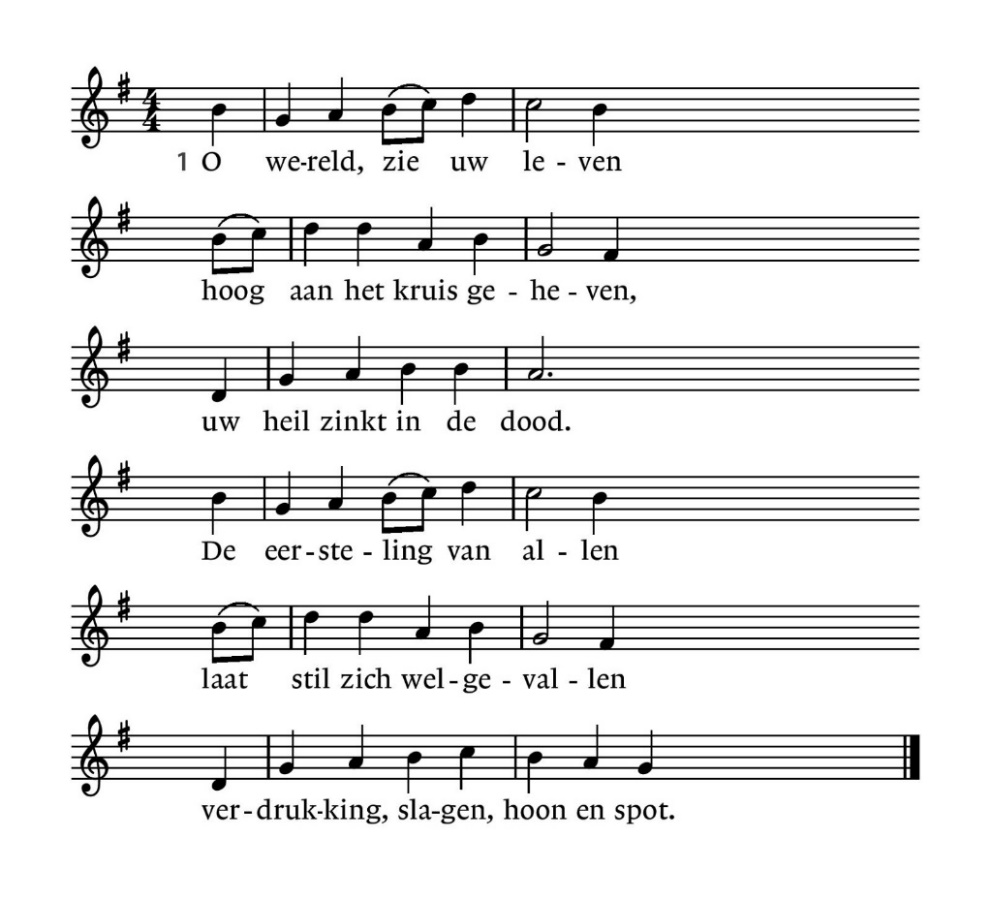 4
4
1 O we-reld, zie uw le - ven
hoog aan het kruis ge - he - ven,
uw heil zinkt in de dood.
De eer - ste - ling van al - len
laat stil zich wel - ge - val - len
ver - druk-king, sla-gen, hoon en spot.